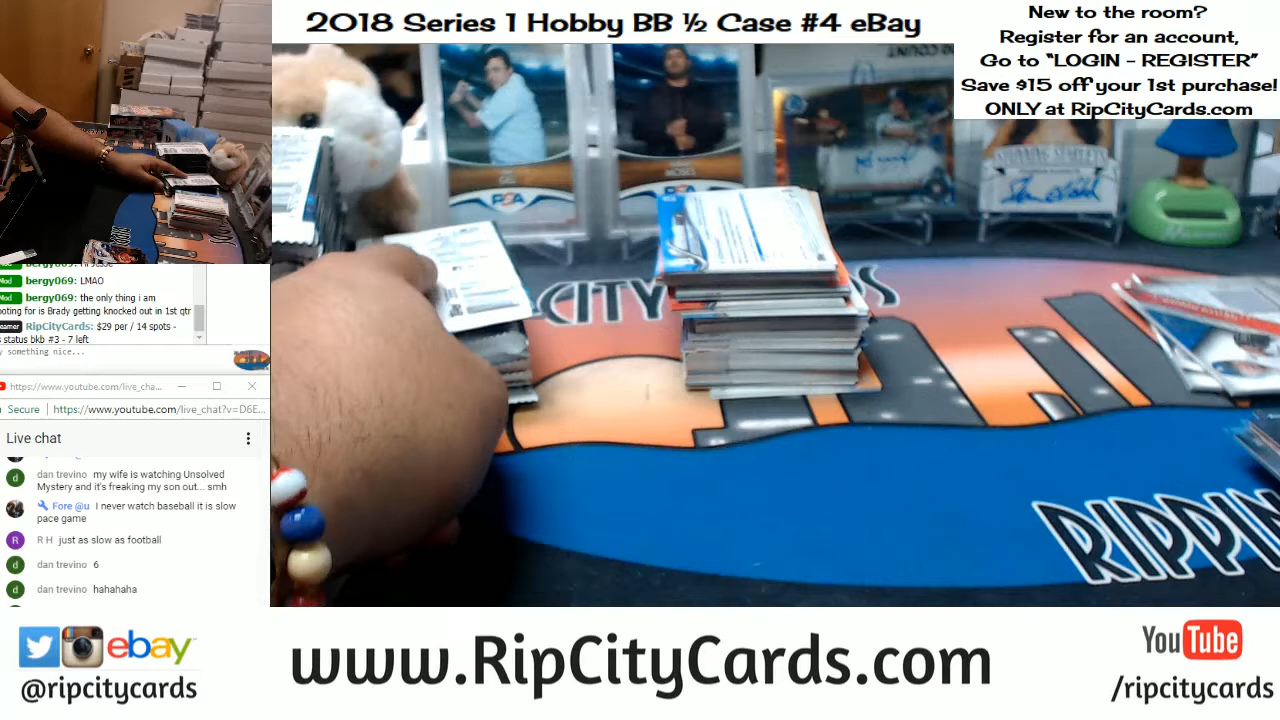 2018 Series 1 Hobby BB ½ Case #4 eBay
New to the room?
Register for an account,
Go to “LOGIN - REGISTER”
Save $15 off your 1st purchase!
ONLY at RipCityCards.com
bergy069: LMAO
bergy069: the only thing i am
oting for is Brady getting knocked out in 1st qtr
RipCityCards: $29 per / 14 spots -
status bkb #3 - 7 left
y something nice...
https://www.youtube.com/live_cha...
Secure https://www.youtube.com/live_chat?v=D6E...
Live chat
dan trevino my wife is watching Unsolved
Mystery and it's freaking my son out... smh
Fore @u I never watch baseball it is slow
pace game
R H just as slow as football
dan trevino 6
dan trevino hahahaha
CITY
RIPPIN
ebay
@ripcitycards
www.RipCityCards.com
YouTube
/ripcitycards